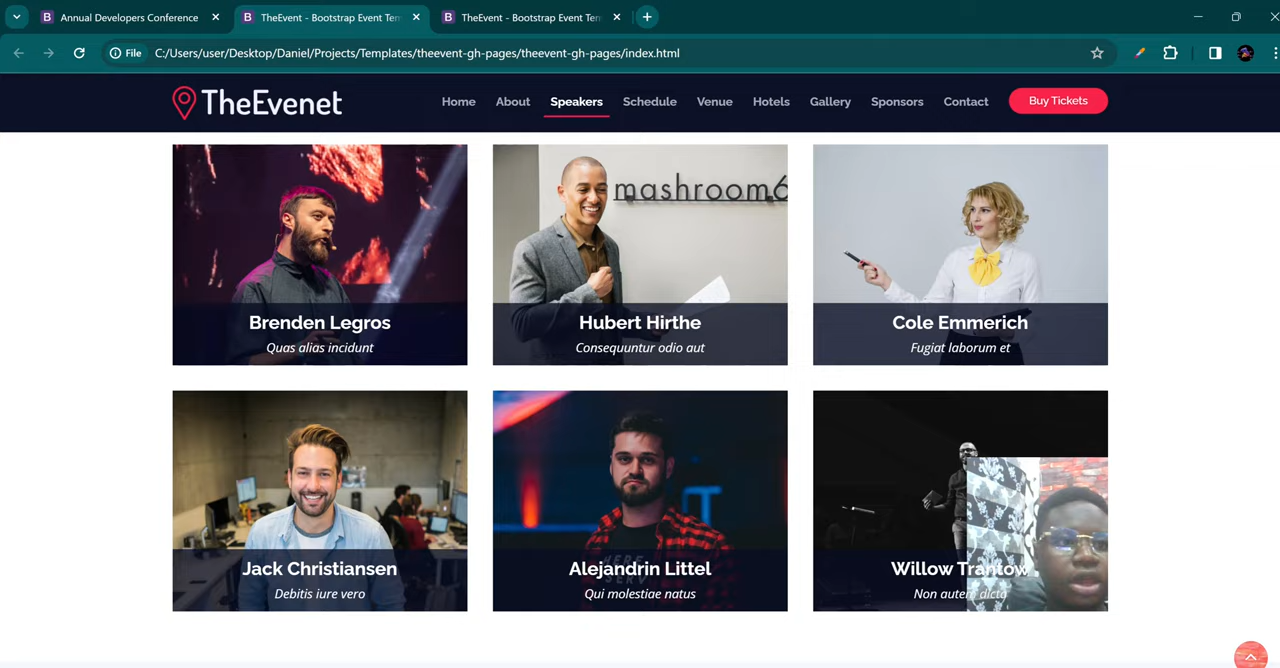 Annual Developers Conference
TheEvent - Bootstrap Event Tem
TheEvent - Bootstrap Event Tem
File
C:/Users/user/Desktop/Daniel/Projects/Templates/theevent-gh-pages/theevent-gh-pages/index.html
TheEvenet
Home About Speakers Schedule Venue Hotels Gallery Sponsors Contact Buy Tickets
mashroom6
Brenden Legros
Quas alias incidunt
Hubert Hirthe
Consequuntur odio aut
Cole Emmerich
Fugiat laborum et
Jack Christiansen
Debitis iure vero
Alejandrin Littel
Qui molestiae natus
Willow Trantow
Non autem dicta